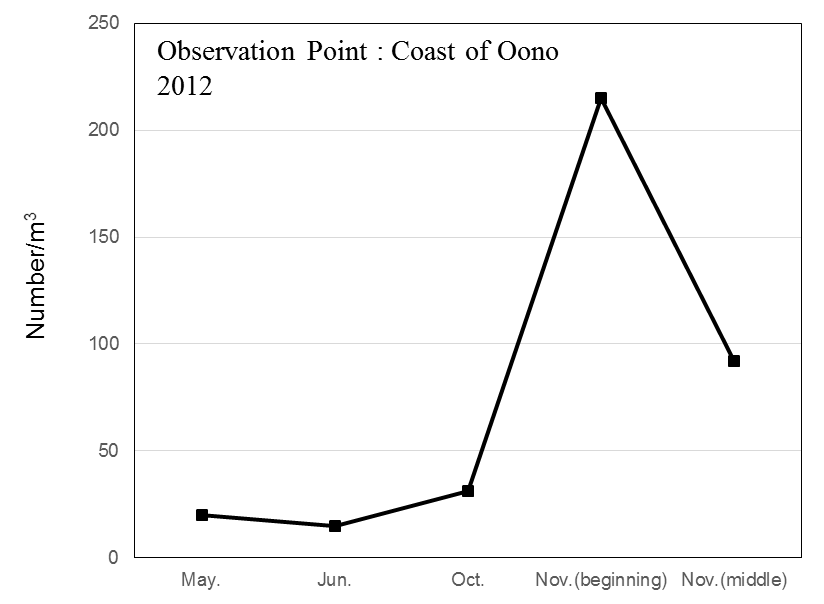 Observation Point : Coast of Oono
2012
250
200
150
100
50
0
Number/m³
May.
Jun.
Oct.
Nov.(beginning)
Nov.(middle)